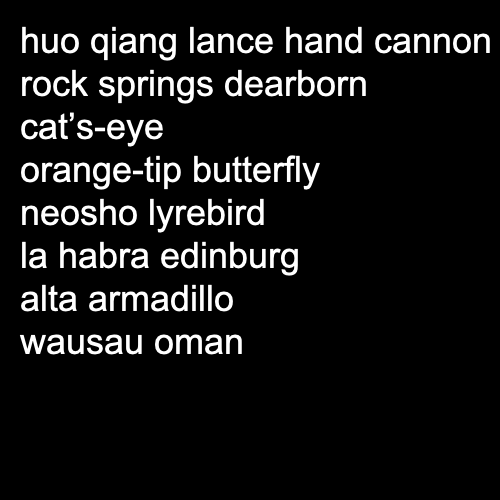 huo qiang lance hand cannon
rock springs dearborn
cat’s-eye
orange-tip butterfly
neosho lyrebird
la habra edinburg
alta armadillo
wausau oman